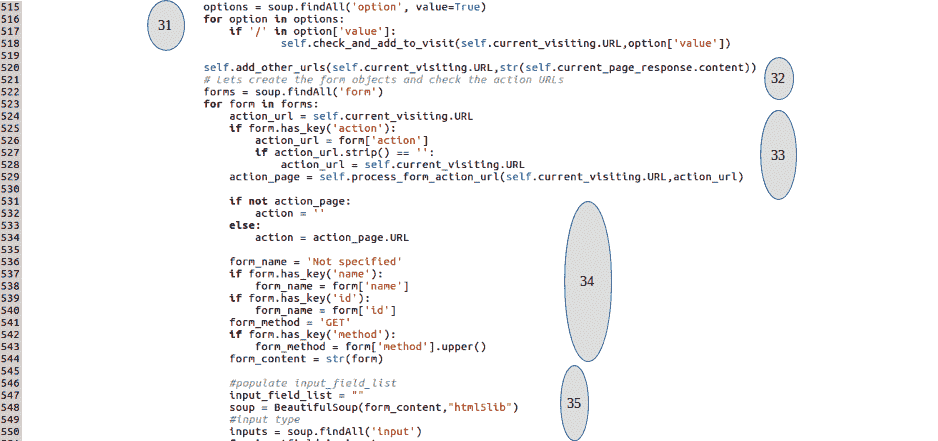 515 options = soup.findAll('option', value=True)
516 for option in options:
517 if '/' in option['value']:
518 self.check_and_add_to_visit(self.current_visiting.URL,option['value'])
31
519
520 self.add_other_urls(self.current_visiting.URL,str(self.current_page_response.content))
521 # Lets create the form objects and check the action URLs
32
522 forms = soup.findAll('form')
523 for form in forms:
524 action_url = self.current_visiting.URL
525 if form.has_key('action'):
526 action_url = form['action']
527 if action_url.strip() == '':
33
528 action_url = self.current_visiting.URL
529 action_page = self.process_form_action_url(self.current_visiting.URL,action_url)
530
531 if not action_page:
532 action = ''
533 else:
534 action = action_page.URL
535
536 form_name = 'Not specified'
537 if form.has_key('name'):
34
538 form_name = form['name']
539 if form.has_key('id'):
540 form_name = form['id']
541 form_method = 'GET'
542 if form.has_key('method'):
543 form_method = form['method'].upper()
544 form_content = str(form)
545
546 #populate input_field_list
547 input_field_list = ""
35
548 soup = BeautifulSoup(form_content,"html5lib")
549 #input type
550 inputs = soup.findAll('input')